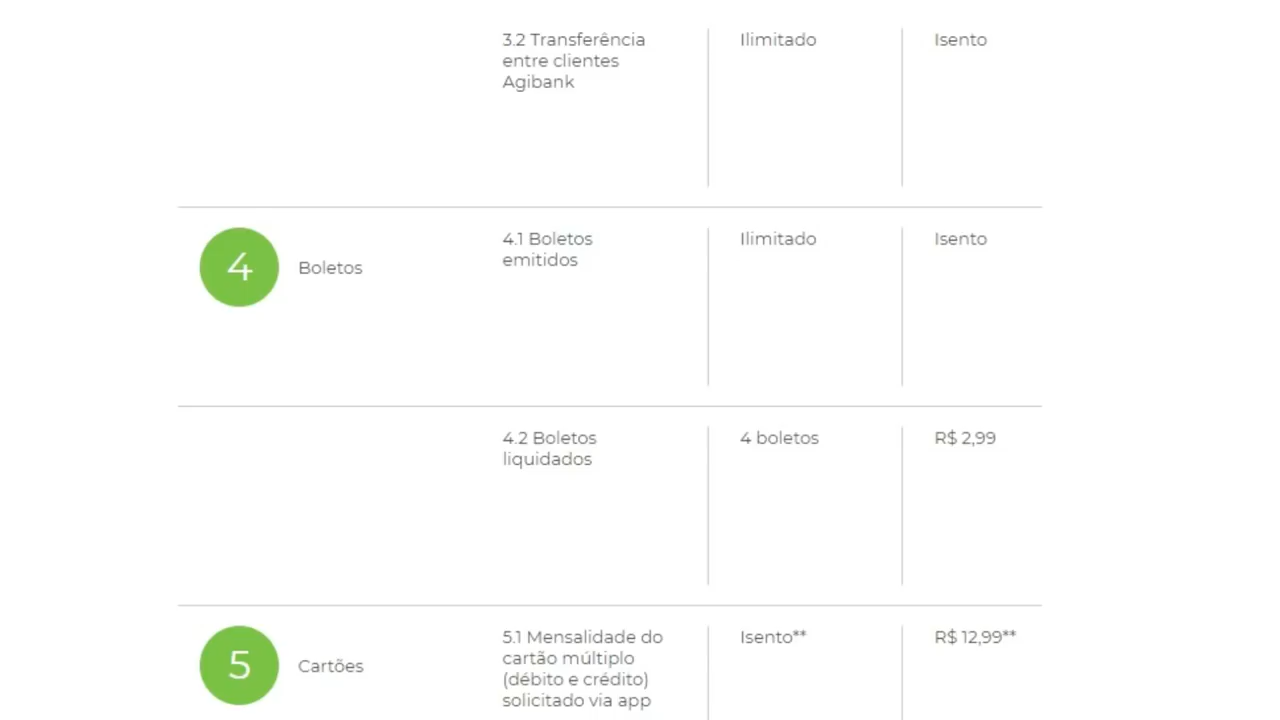 3.2 Transferência
entre clientes
Agibank
Ilimitado
Isento
4
Boletos
4.1 Boletos
emitidos
Ilimitado
Isento
4.2 Boletos
liquidados
4 boletos
R$ 2,99
5
Cartões
5.1 Mensalidade do
cartão múltiplo
(débito e crédito)
solicitado via app
Isento**
R$ 12,99**